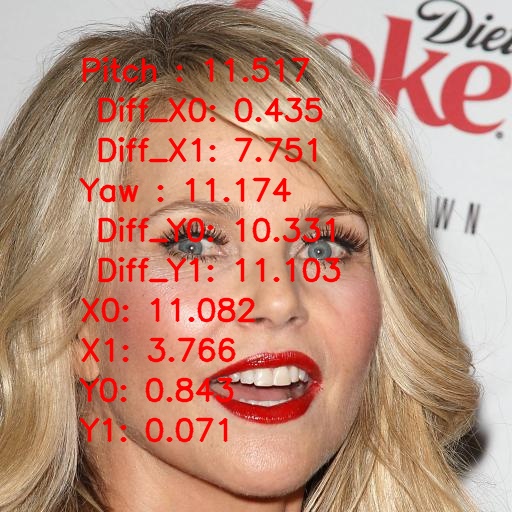 Diet
Coke
WN
Pitch : 11.517
Diff_X0: 0.435
Diff_X1: 7.751
Yaw : 11.174
Diff_Y0: 10.331
Diff_Y1: 11.103
X0: 11.082
X1: 3.766
Y0: 0.843
Y1: 0.071